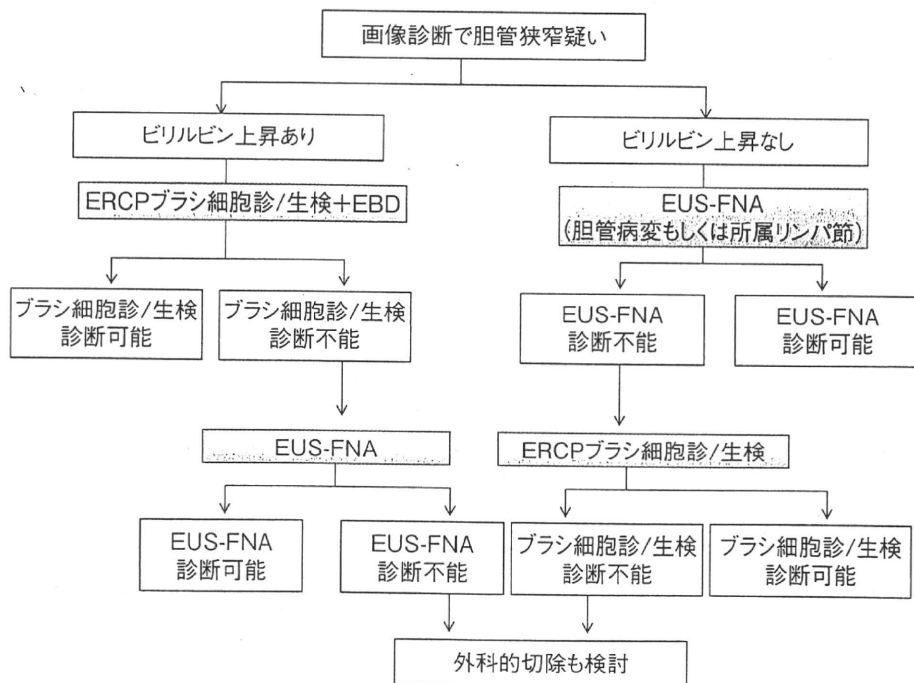 画像診断で胆管狭窄疑い
ビリルビン上昇あり
ビリルビン上昇なし
ERCPブラシ細胞診/生検+EBD
EUS-FNA
(胆管病変もしくは所属リンパ節)
ブラシ細胞診/生検
診断可能
ブラシ細胞診/生検
診断不能
EUS-FNA
診断不能
EUS-FNA
診断可能
EUS-FNA
ERCPブラシ細胞診/生検
EUS-FNA
診断可能
EUS-FNA
診断不能
ブラシ細胞診/生検
診断不能
ブラシ細胞診/生検
診断可能
外科的切除も検討